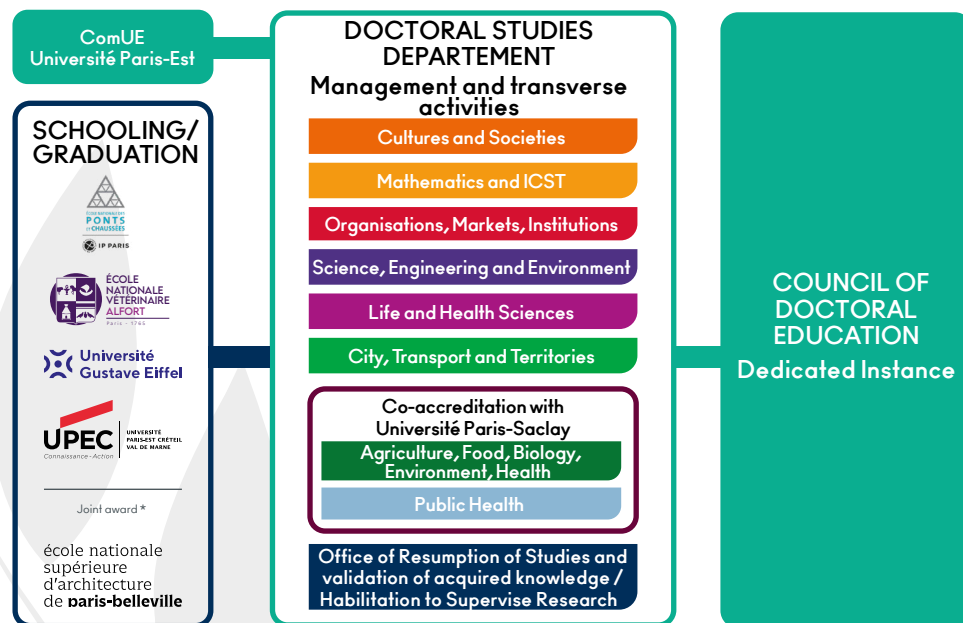 ComUE
Université Paris-Est
SCHOOLING/
GRADUATION
ÉCOLE NATIONALE DES
PONTS
ET CHAUSSÉES
IP PARIS
ÉCOLE
NATIONALE
VÉTÉRINAIRE
ALFORT
Paris - 1765
Université
Gustave Eiffel
UPEC
Connaissance - Action
UNIVERSITÉ
PARIS-EST CRÉTEIL
VAL DE MARNE
Joint award *
école nationale
supérieure
d'architecture
de paris-belleville
DOCTORAL STUDIES
DEPARTEMENT
Management and transverse
activities
Cultures and Societies
Mathematics and ICST
Organisations, Markets, Institutions
Science, Engineering and Environment
Life and Health Sciences
City, Transport and Territories
Co-accreditation with
Université Paris-Saclay
Agriculture, Food, Biology,
Environment, Health
Public Health
Office of Resumption of Studies and
validation of acquired knowledge /
Habilitation to Supervise Research
COUNCIL OF
DOCTORAL
EDUCATION
Dedicated Instance